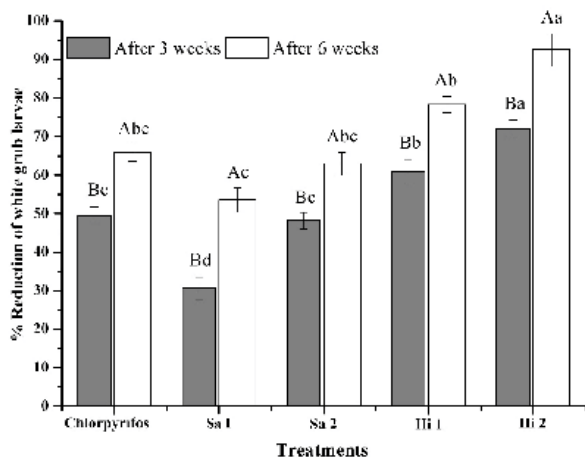 % Reduction of white grub larvae
100
90
80
70
60
50
40
30
20
10
0
After 3 weeks After 6 weeks
Bc Abc Bd Ac Bc Abc Bb Ab Ba Aa
Chlorpyrifos Sa 1 Sa 2 Hi 1 Hi 2
Treatments